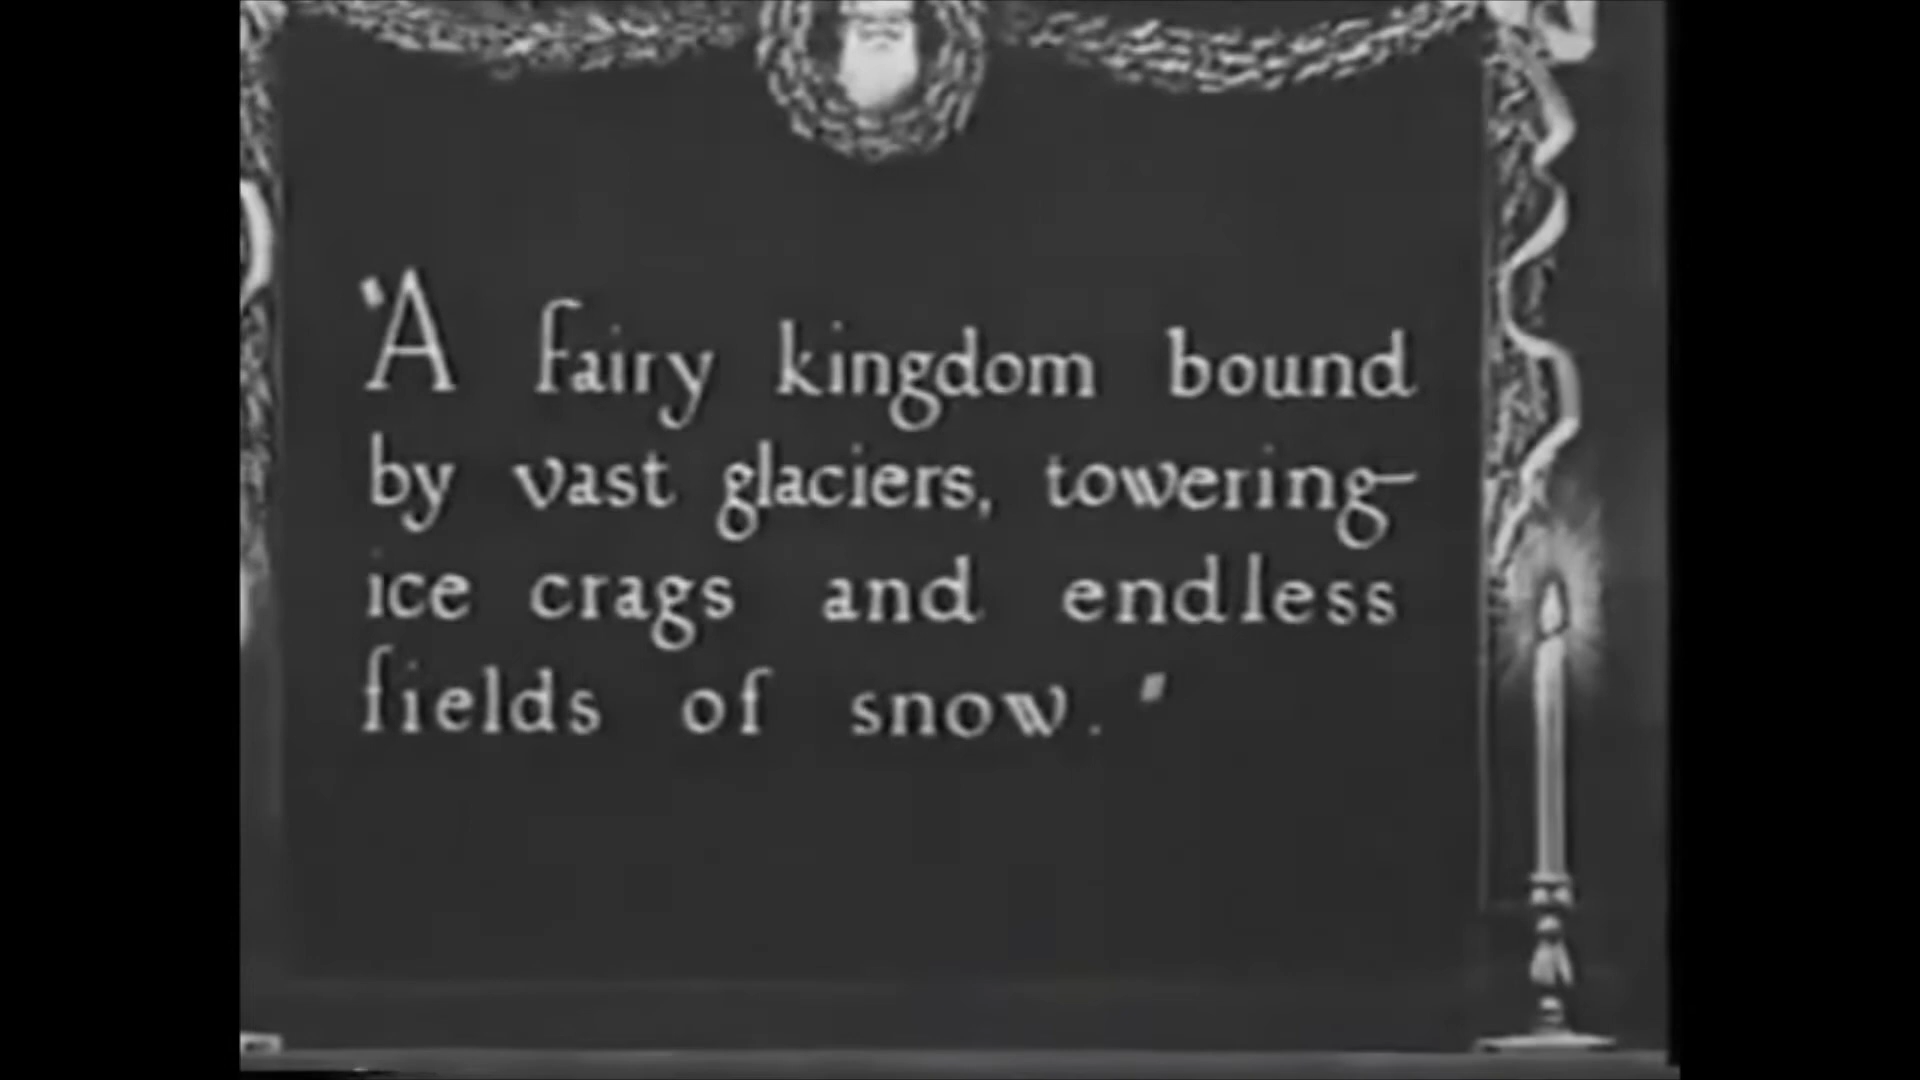 "A fairy kingdom bound
by vast glaciers, towering
ice crags and endless
fields of snow."